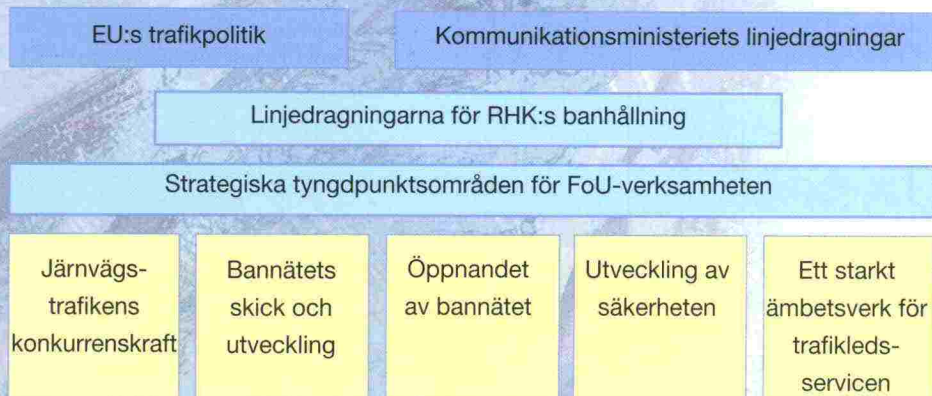 EU:s trafikpolitik
Kommunikationsministeriets linjedragningar
Linjedragningarna för RHK:s banhållning
Strategiska tyngdpunktsområden för FoU-verksamheten
Järnvägs-
trafikens
konkurrenskraft
Bannätets
skick och
utveckling
Öppnandet
av bannätet
Utveckling av
säkerheten
Ett starkt
ämbetsverk för
trafikleds-
servicen